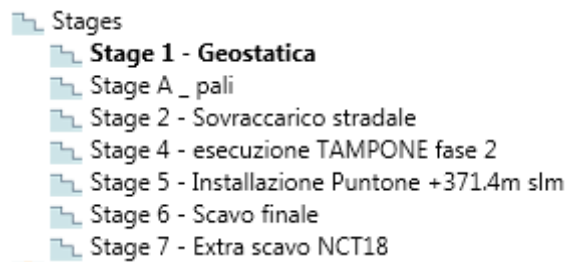 Stages
Stage 1 - Geostatica
Stage A _ pali
Stage 2 - Sovraccarico stradale
Stage 4 - esecuzione TAMPONE fase 2
Stage 5 - Installazione Puntone +371.4m slm
Stage 6 - Scavo finale
Stage 7 - Extra scavo NCT18